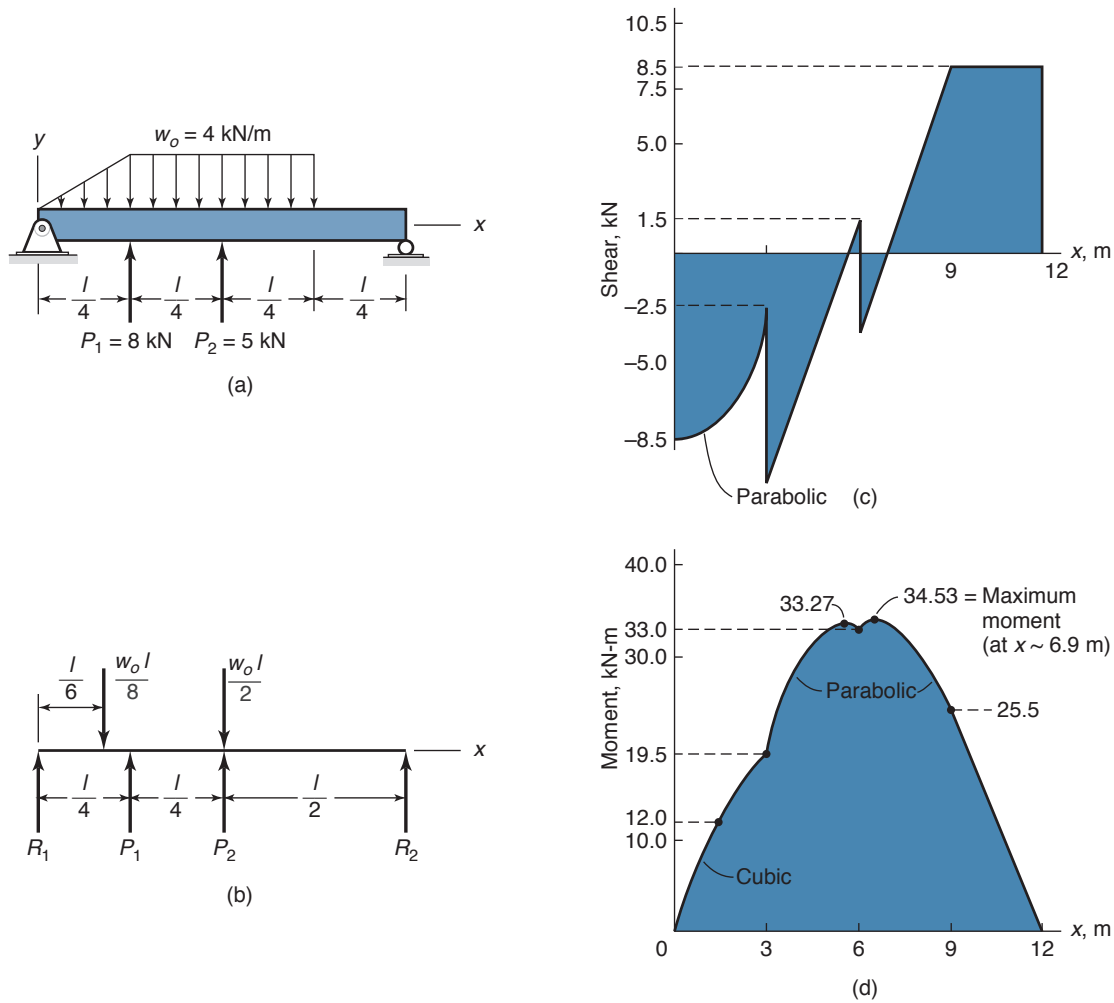 y
w_o = 4 kN/m
x
l/4 l/4 l/4 l/4
P_1 = 8 kN P_2 = 5 kN
(a)
l/6 w_o l/8 w_o l/2
x
l/4 l/4 l/2
R_1 P_1 P_2 R_2
(b)
Shear, kN
10.5
8.5
7.5
5.0
1.5
x, m
9 12
−2.5
−5.0
−8.5
Parabolic
(c)
Moment, kN-m
40.0
33.27
34.53 = Maximum
moment
(at x ~ 6.9 m)
33.0
30.0
Parabolic
25.5
19.5
12.0
10.0
Cubic
x, m
0 3 6 9 12
(d)